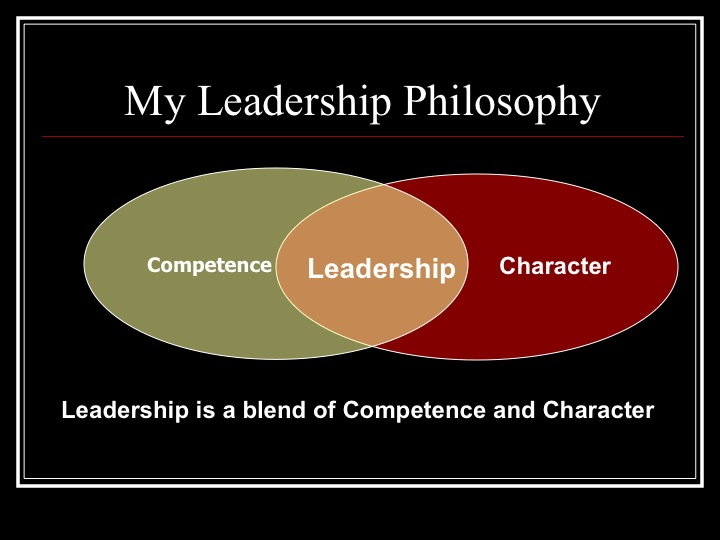 My Leadership Philosophy
Competence
Leadership
Character
Leadership is a blend of Competence and Character